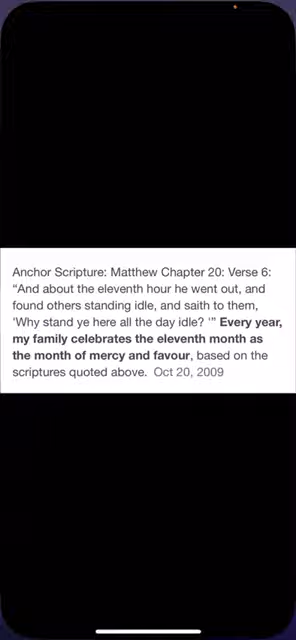 Anchor Scripture: Matthew Chapter 20: Verse 6:
“And about the eleventh hour he went out, and
found others standing idle, and saith to them,
'Why stand ye here all the day idle? '” Every year,
my family celebrates the eleventh month as
the month of mercy and favour, based on the
scriptures quoted above. Oct 20, 2009